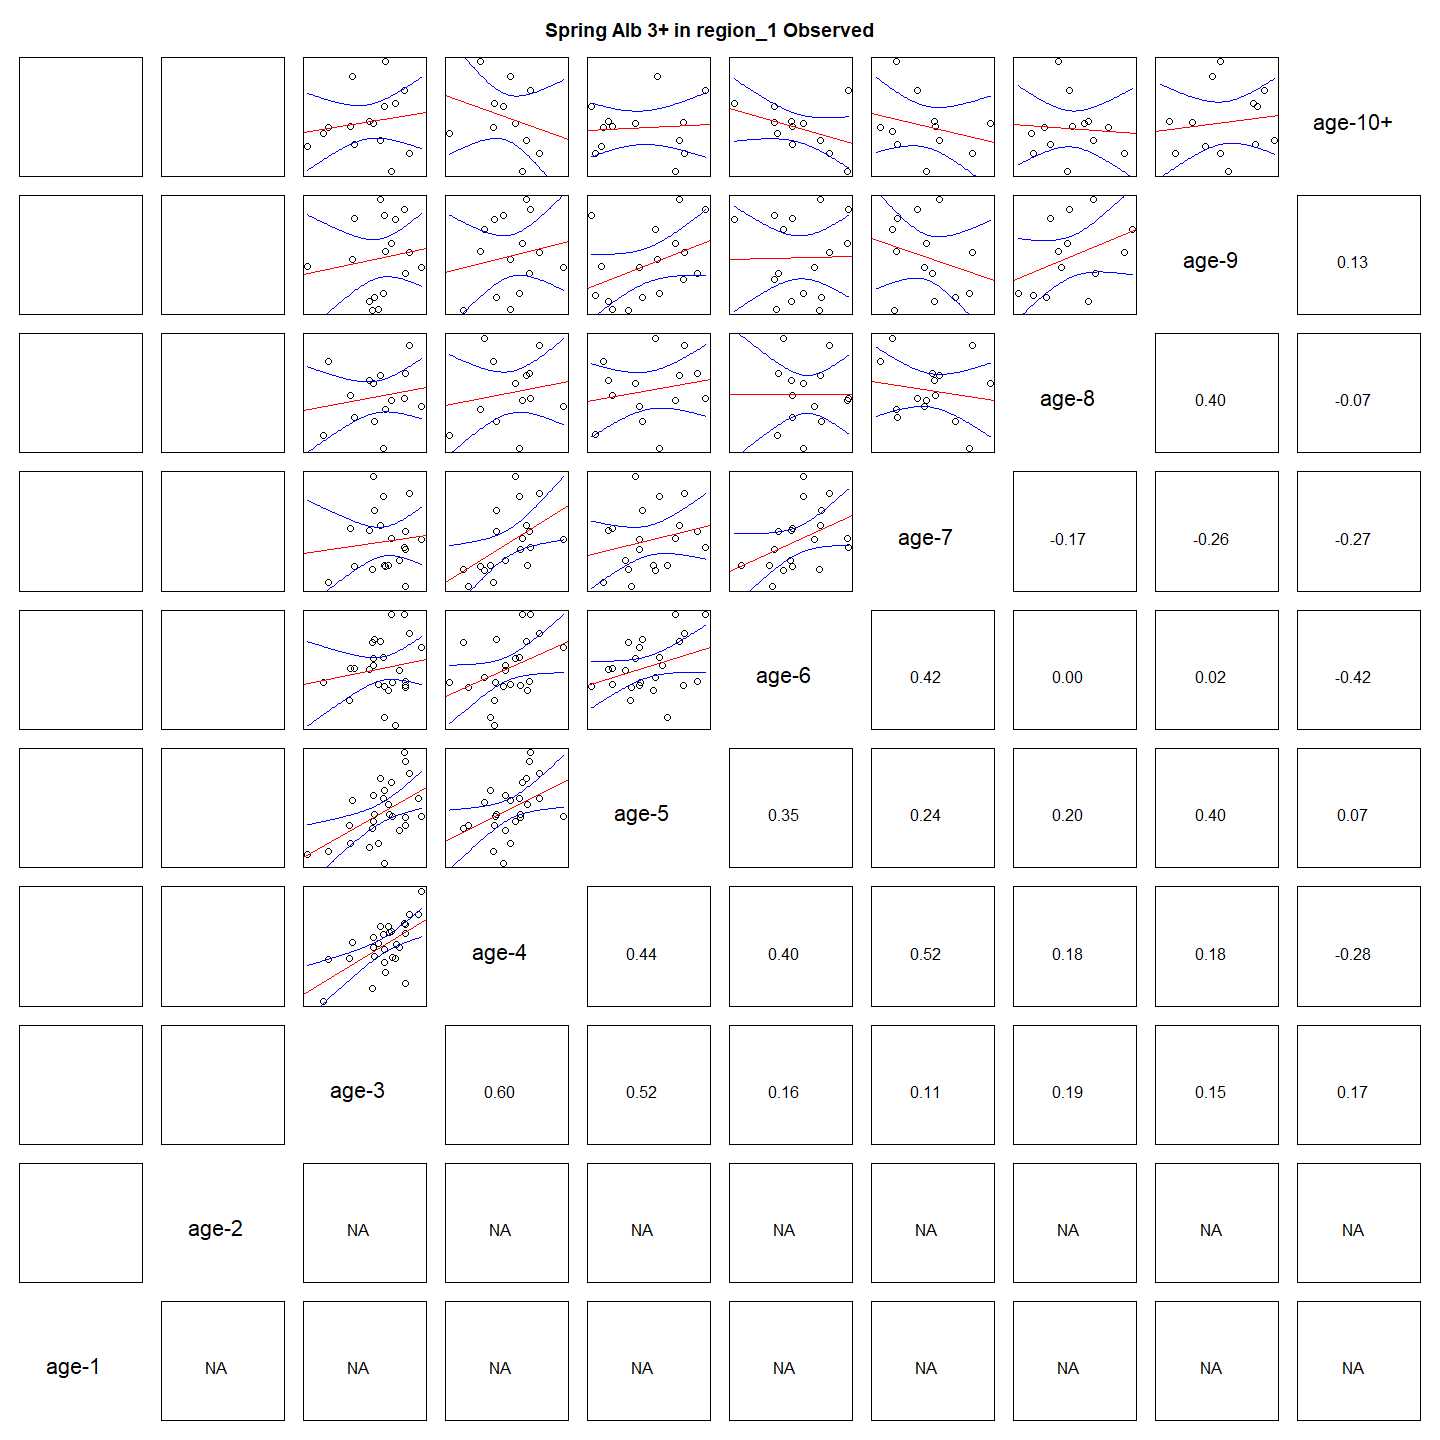 Spring Alb 3+ in region_1 Observed
age-10+
age-9 0.13
age-8 0.40 -0.07
age-7 -0.17 -0.26 -0.27
age-6 0.42 0.00 0.02 -0.42
age-5 0.35 0.24 0.20 0.40 0.07
age-4 0.44 0.40 0.52 0.18 0.18 -0.28
age-3 0.60 0.52 0.16 0.11 0.19 0.15 0.17
age-2 NA NA NA NA NA NA NA NA
age-1 NA NA NA NA NA NA NA NA NA